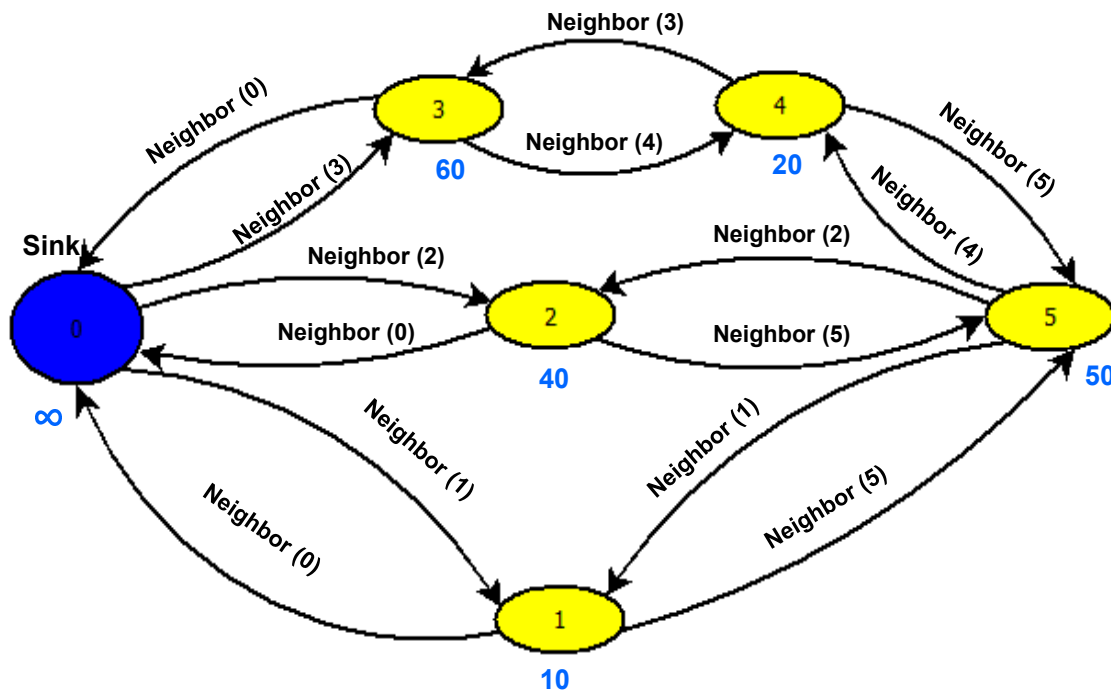 Neighbor (3)
Neighbor (0)
3
4
Neighbor (4)
Neighbor (5)
60
20
Neighbor (3)
Neighbor (4)
Sink
Neighbor (2)
Neighbor (2)
0
2
5
Neighbor (0)
Neighbor (5)
∞
40
50
Neighbor (1)
Neighbor (1)
Neighbor (0)
Neighbor (5)
1
10